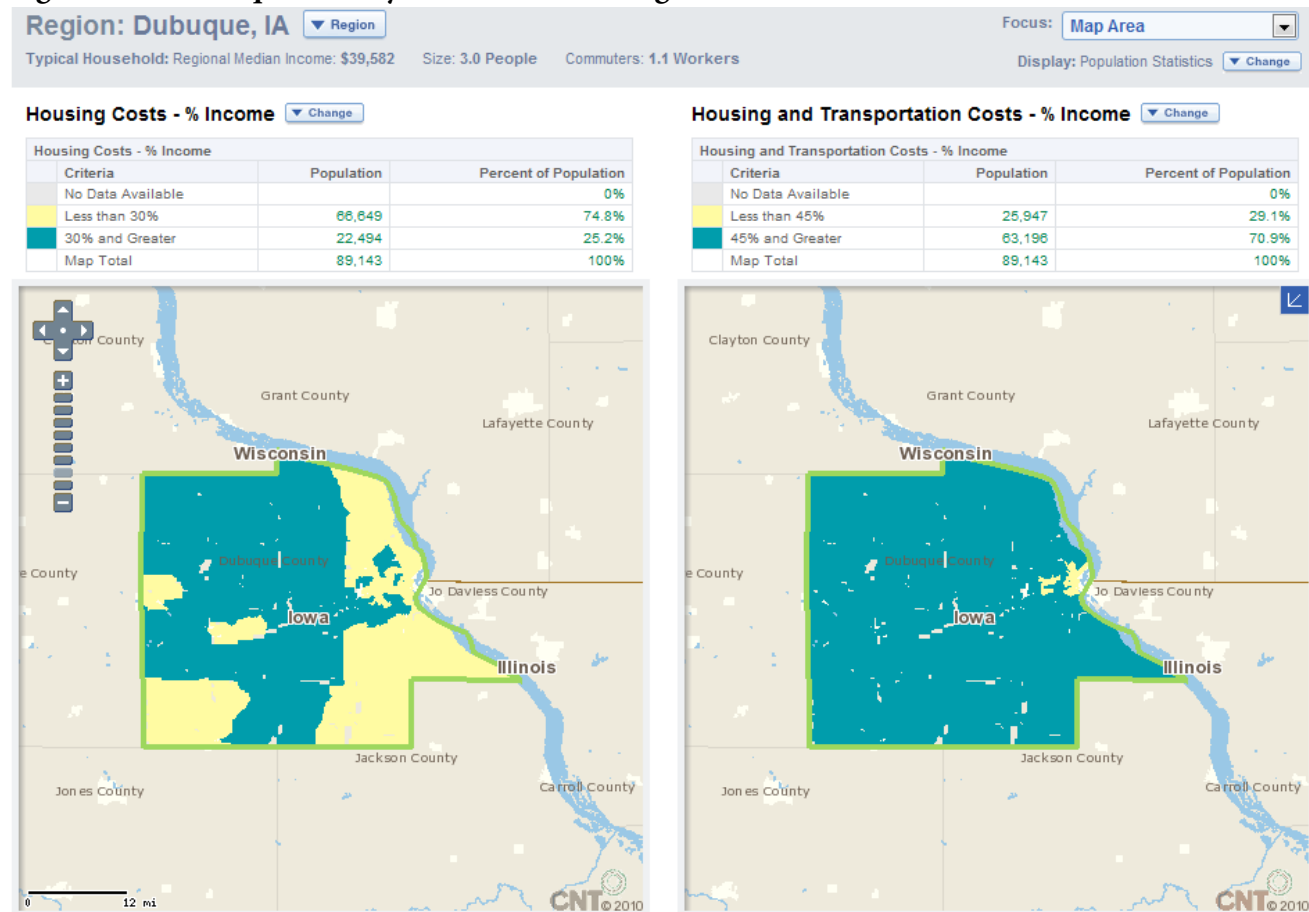 Region: Dubuque, IA ▼ Region
Focus: Map Area
Typical Household: Regional Median Income: $39,582 Size: 3.0 People Commuters: 1.1 Workers
Display: Population Statistics ▼ Change
Housing Costs - % Income ▼ Change
Housing Costs - % Income
Criteria Population Percent of Population
No Data Available 0%
Less than 30% 66,649 74.8%
30% and Greater 22,494 25.2%
Map Total 89,143 100%
Housing and Transportation Costs - % Income ▼ Change
Housing and Transportation Costs - % Income
Criteria Population Percent of Population
No Data Available 0%
Less than 45% 25,947 29.1%
45% and Greater 63,196 70.9%
Map Total 89,143 100%
County
Grant County
Lafayette County
Wisconsin
Dubuque County
e County
Jo Daviess County
Iowa
Illinois
Jackson County
Jones County
Carroll County
0 12 mi
CNT © 2010
Clayton County
Grant County
Lafayette County
Wisconsin
Dubuque County
e County
Jo Daviess County
Iowa
Illinois
Jackson County
Jones County
Carroll County
CNT © 2010